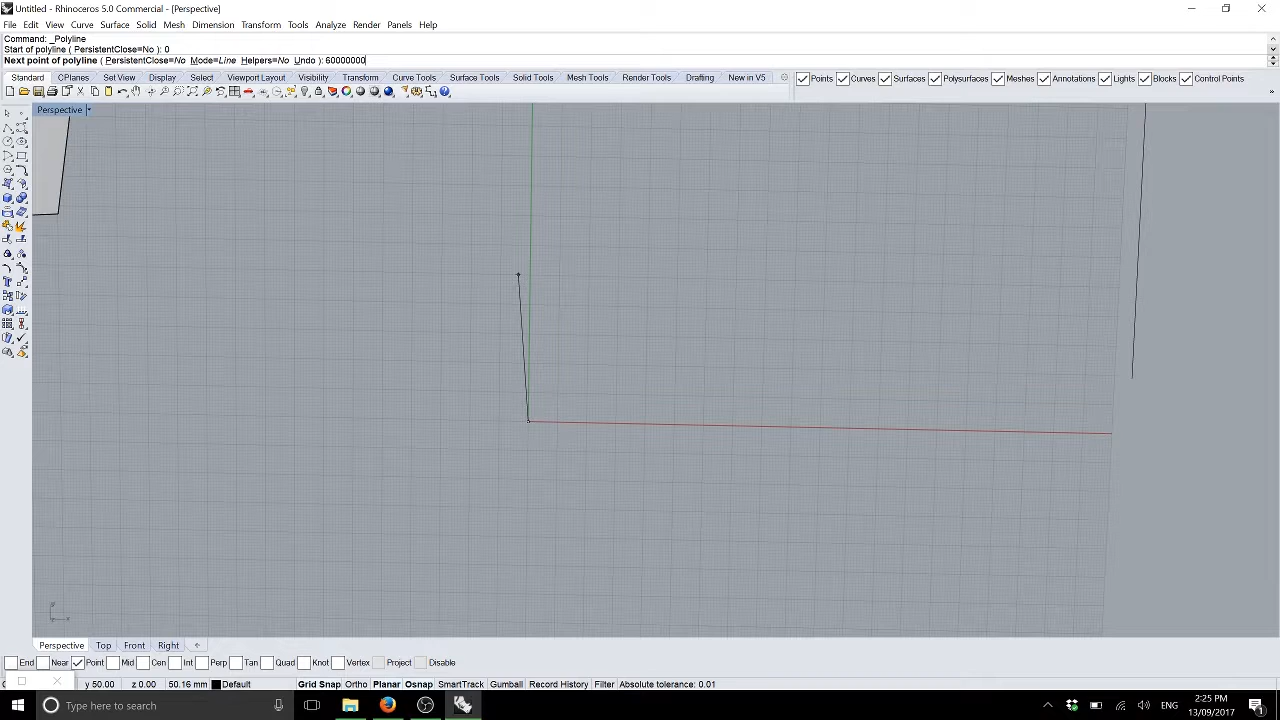 Untitled - Rhinoceros 5.0 Commercial - [Perspective]
File Edit View Curve Surface Solid Mesh Dimension Transform Tools Analyze Render Panels Help
Command: _Polyline
Start of polyline ( PersistentClose=No ): 0
Next point of polyline ( PersistentClose=No Mode=Line Helpers=No Undo ): 60000000
Standard CPlanes Set View Display Select Viewport Layout Visibility Transform Curve Tools Surface Tools Solid Tools Mesh Tools Render Tools Drafting New in V5 Points Curves Surfaces Polysurfaces Meshes Annotations Lights Blocks Control Points
Perspective
Perspective Top Front Right
End Near Point Mid Cen Int Perp Tan Quad Knot Vertex Project Disable
y 50.00 z 0.00 50.16 mm Default Grid Snap Ortho Planar Osnap SmartTrack Gumball Record History Filter Absolute tolerance: 0.01
Type here to search
ENG
2:25 PM
13/09/2017